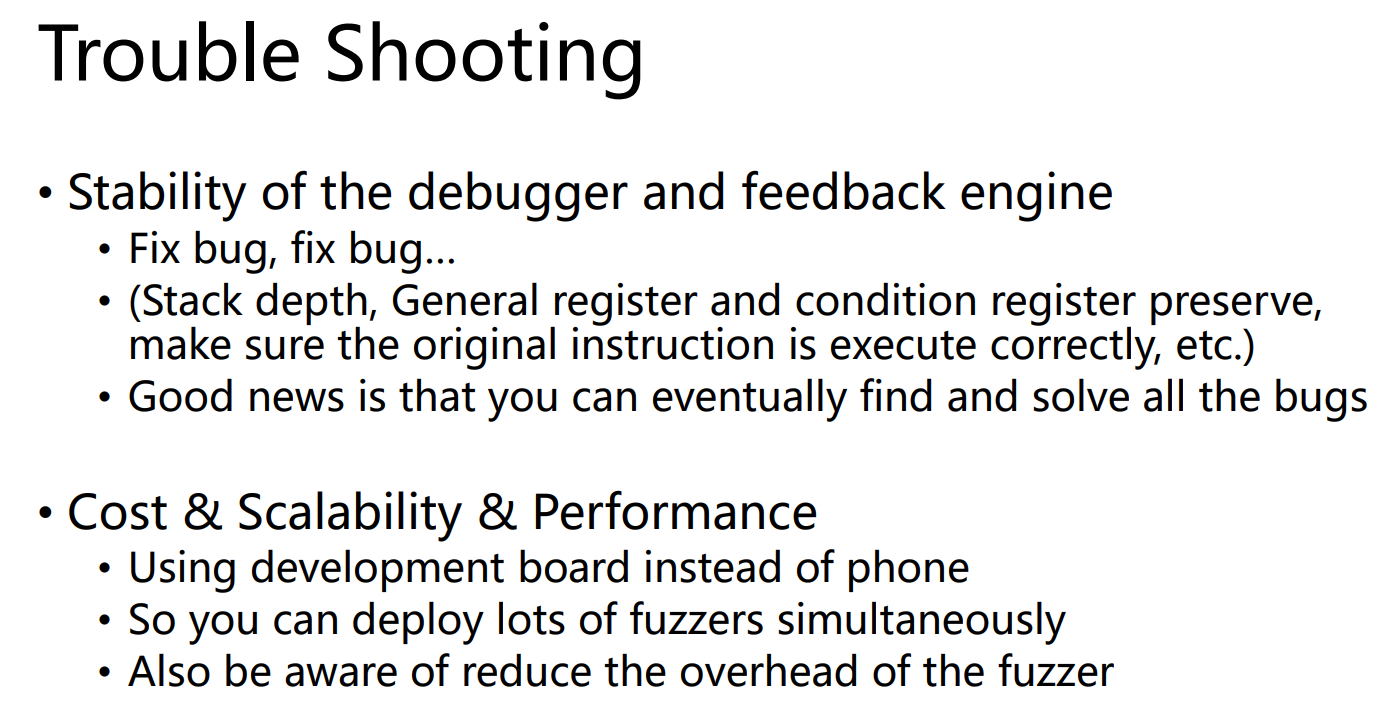 Trouble Shooting
• Stability of the debugger and feedback engine
• Fix bug, fix bug…
• (Stack depth, General register and condition register preserve,
make sure the original instruction is execute correctly, etc.)
• Good news is that you can eventually find and solve all the bugs
• Cost & Scalability & Performance
• Using development board instead of phone
• So you can deploy lots of fuzzers simultaneously
• Also be aware of reduce the overhead of the fuzzer